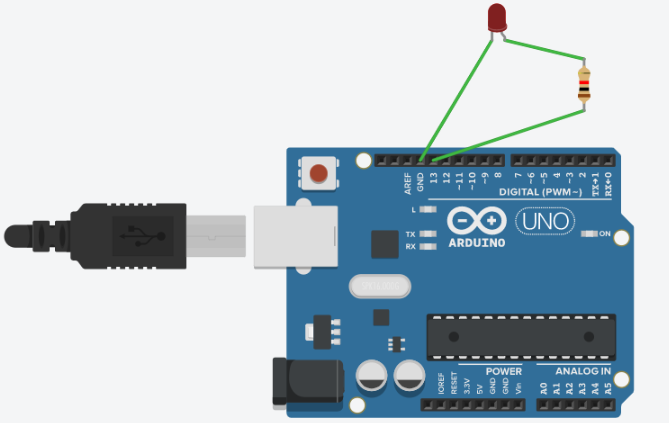 AREF
GND
13
12
~11
~10
~9
8
7
~6
~5
4
~3
2
TX→1
RX←0
DIGITAL (PWM~)
L
TX
RX
ARDUINO
UNO
ON
POWER
ANALOG IN
IOREF
RESET
3.3V
5V
GND
GND
Vin
A0
A1
A2
A3
A4
A5